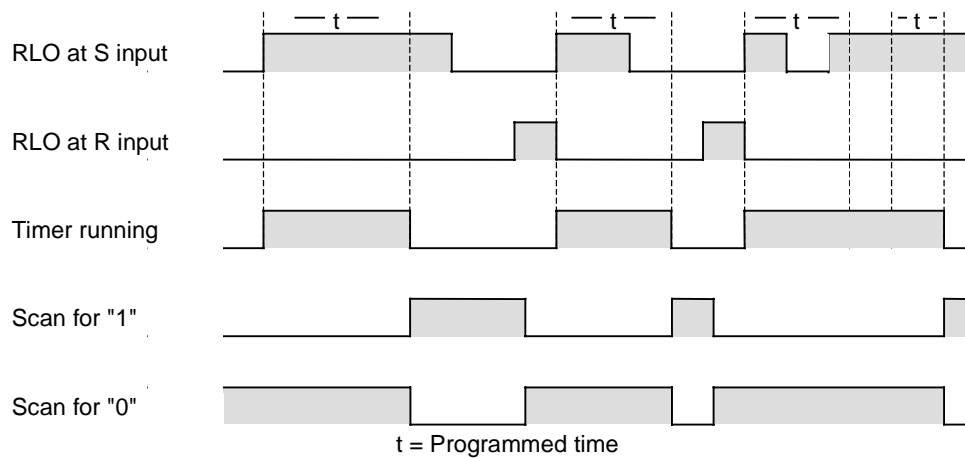 t t t t
RLO at S input
RLO at R input
Timer running
Scan for "1"
Scan for "0"
t = Programmed time